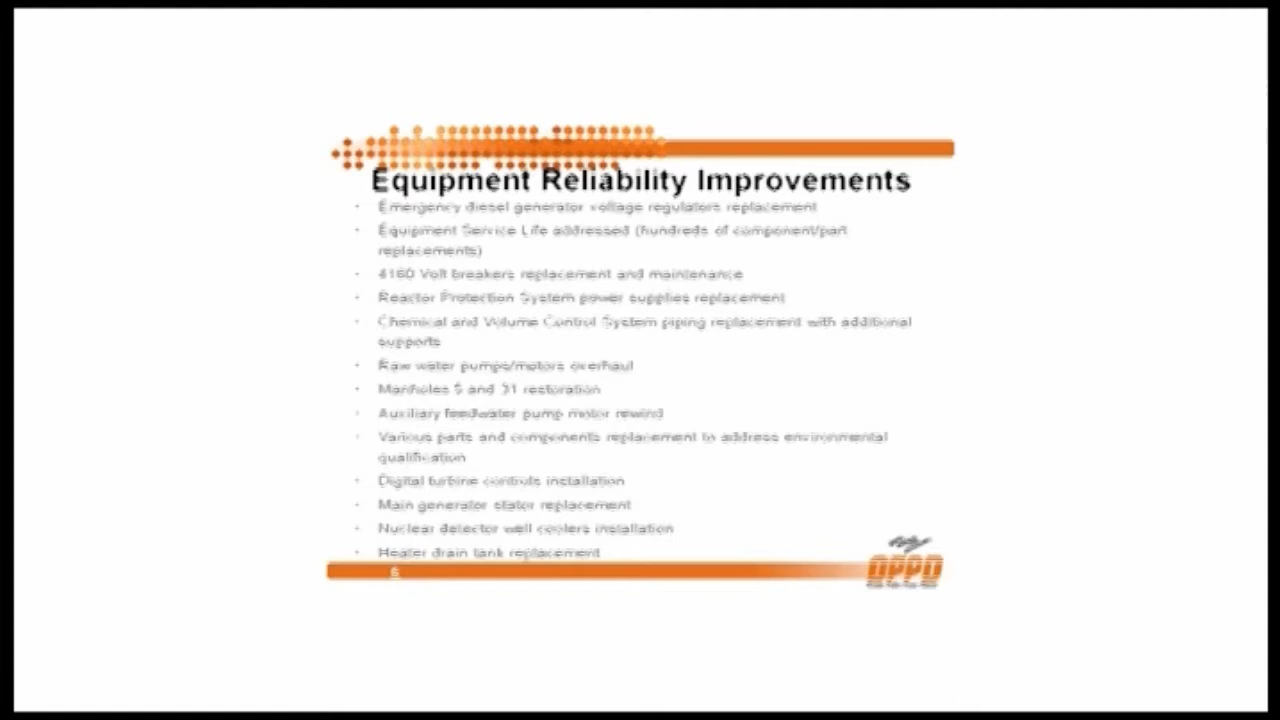 Equipment Reliability Improvements
· Emergency diesel generator voltage regulators replacement
· Equipment Service Life addressed (hundreds of component/part
replacements)
· 4160 Volt breakers replacement and maintenance
· Reactor Protection System power supplies replacement
· Chemical and Volume Control System piping replacement with additional
supports
· Raw water pumps/motors overhaul
· Manholes 5 and 31 restoration
· Auxiliary feedwater pump motor rewind
· Various parts and components replacement to address environmental
qualification
· Digital turbine controls installation
· Main generator stator replacement
· Nuclear detector well coolers installation
· Heater drain tank replacement
6
OPPD